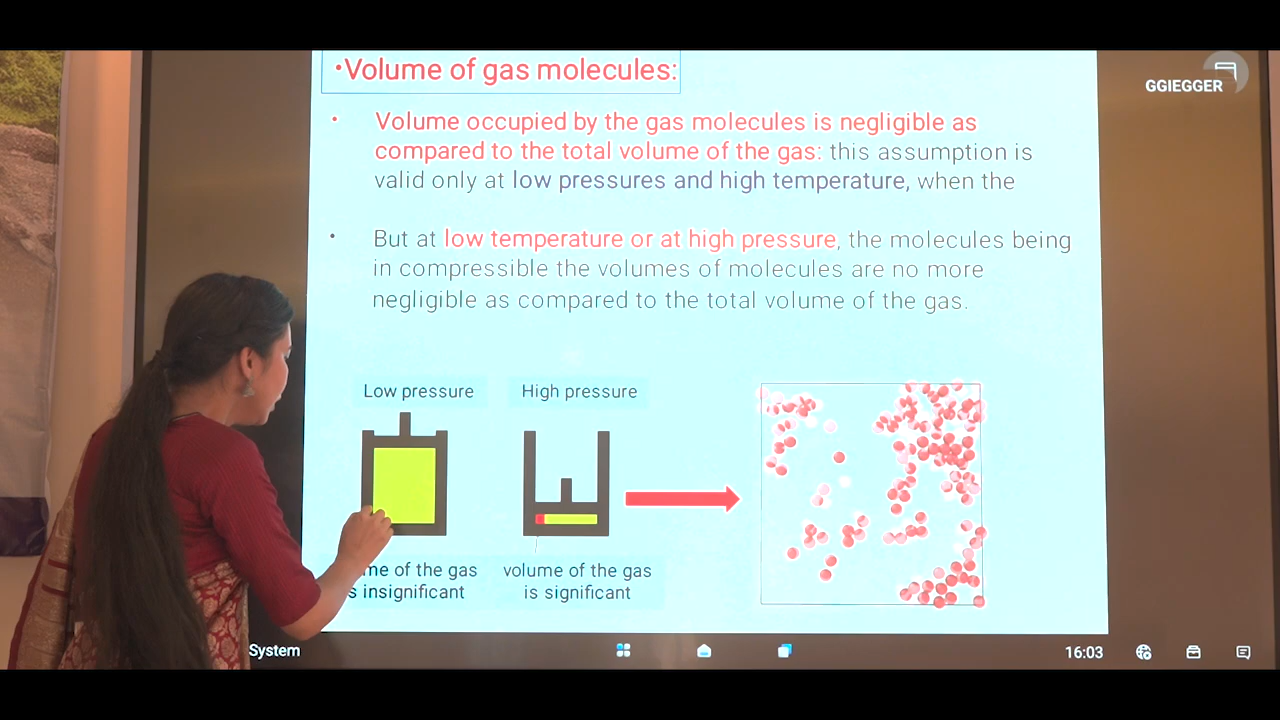 •Volume of gas molecules:
GGIEGGER
• Volume occupied by the gas molecules is negligible as
compared to the total volume of the gas: this assumption is
valid only at low pressures and high temperature, when the
• But at low temperature or at high pressure, the molecules being
in compressible the volumes of molecules are no more
negligible as compared to the total volume of the gas.
Low pressure
High pressure
of the gas
insignificant
volume of the gas
is significant
System
16:03